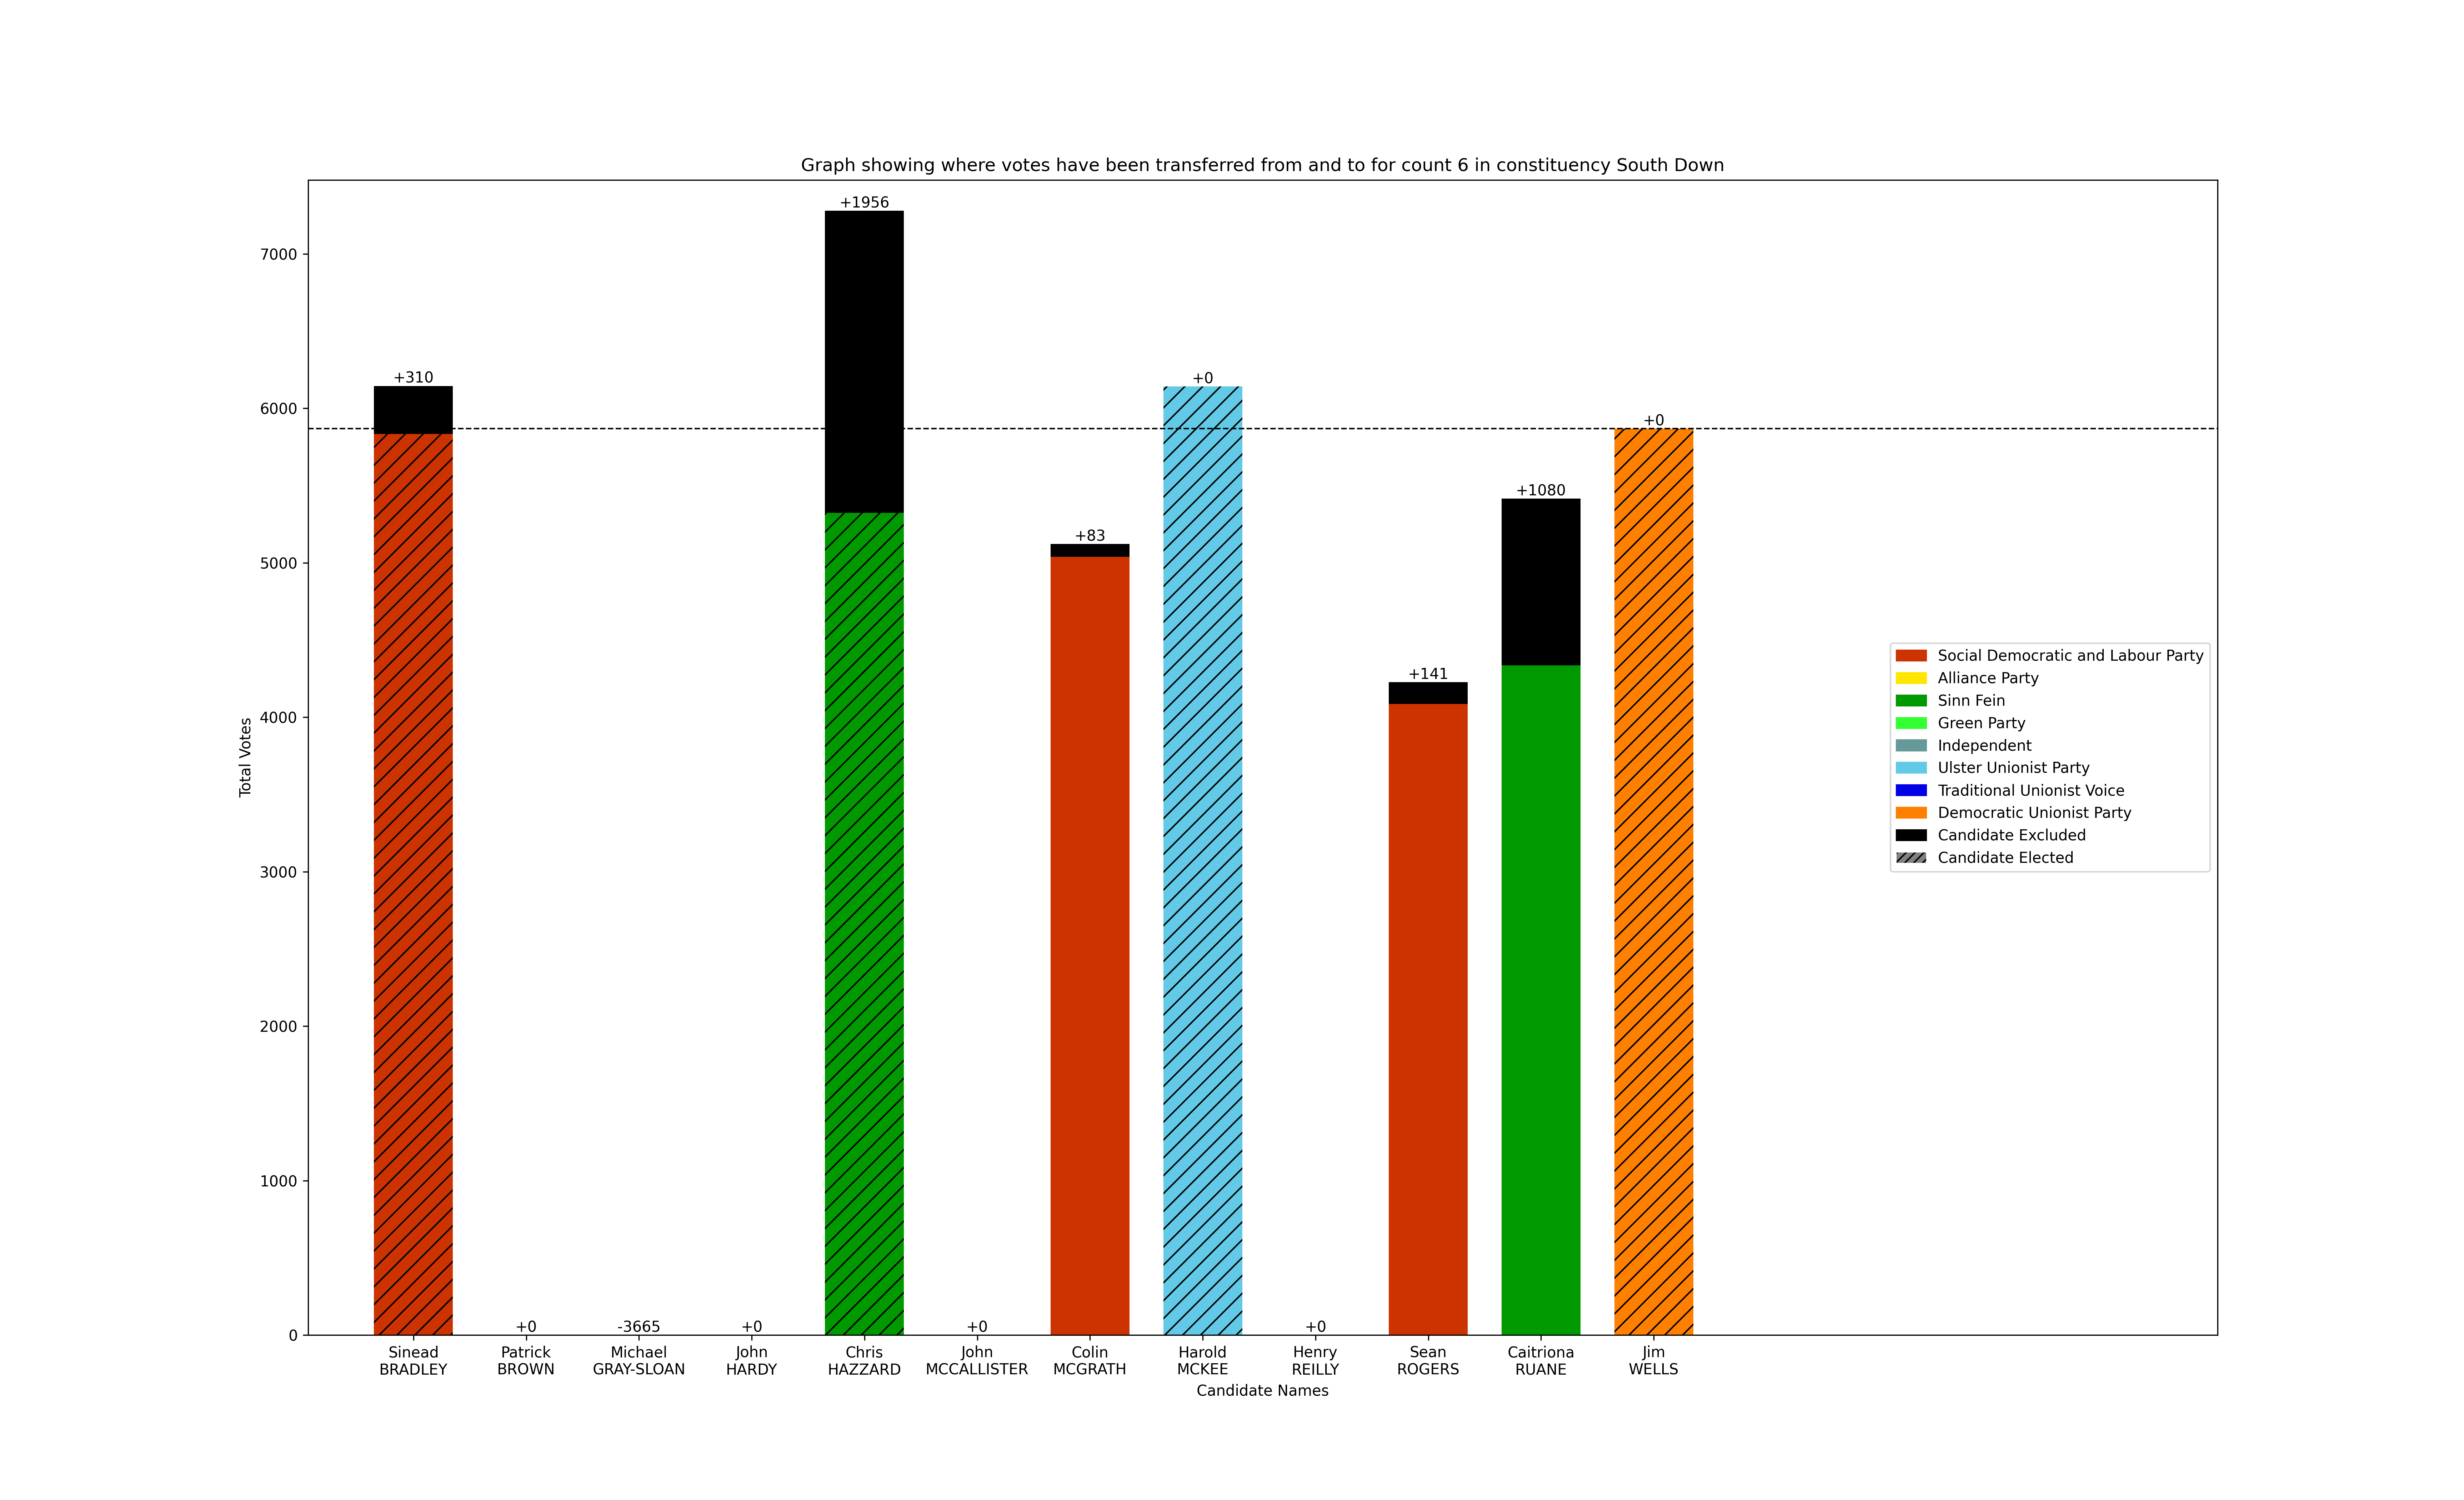 Graph showing where votes have been transferred from and to for count 6 in constituency South Down
Total Votes
7000
6000
5000
4000
3000
2000
1000
0
+310
+0
-3665
+0
+1956
+0
+83
+0
+0
+141
+1080
+0
Sinead
BRADLEY
Patrick
BROWN
Michael
GRAY-SLOAN
John
HARDY
Chris
HAZZARD
John
MCCALLISTER
Colin
MCGRATH
Harold
MCKEE
Henry
REILLY
Sean
ROGERS
Caitriona
RUANE
Jim
WELLS
Candidate Names
Social Democratic and Labour Party
Alliance Party
Sinn Fein
Green Party
Independent
Ulster Unionist Party
Traditional Unionist Voice
Democratic Unionist Party
Candidate Excluded
Candidate Elected